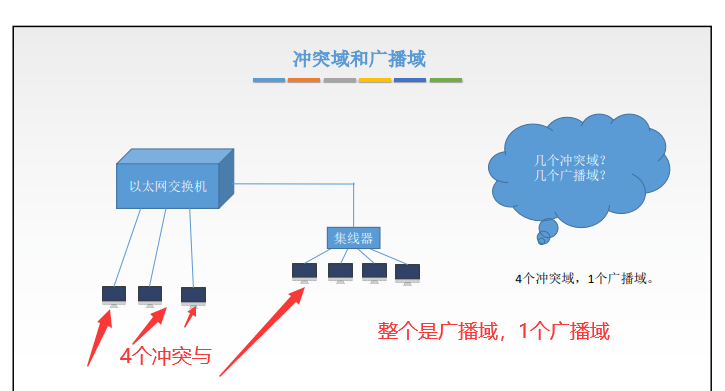 冲突域和广播域
以太网交换机
几个冲突域?
几个广播域?
集线器
4个冲突域，1个广播域。
整个是广播域，1个广播域
4个冲突与